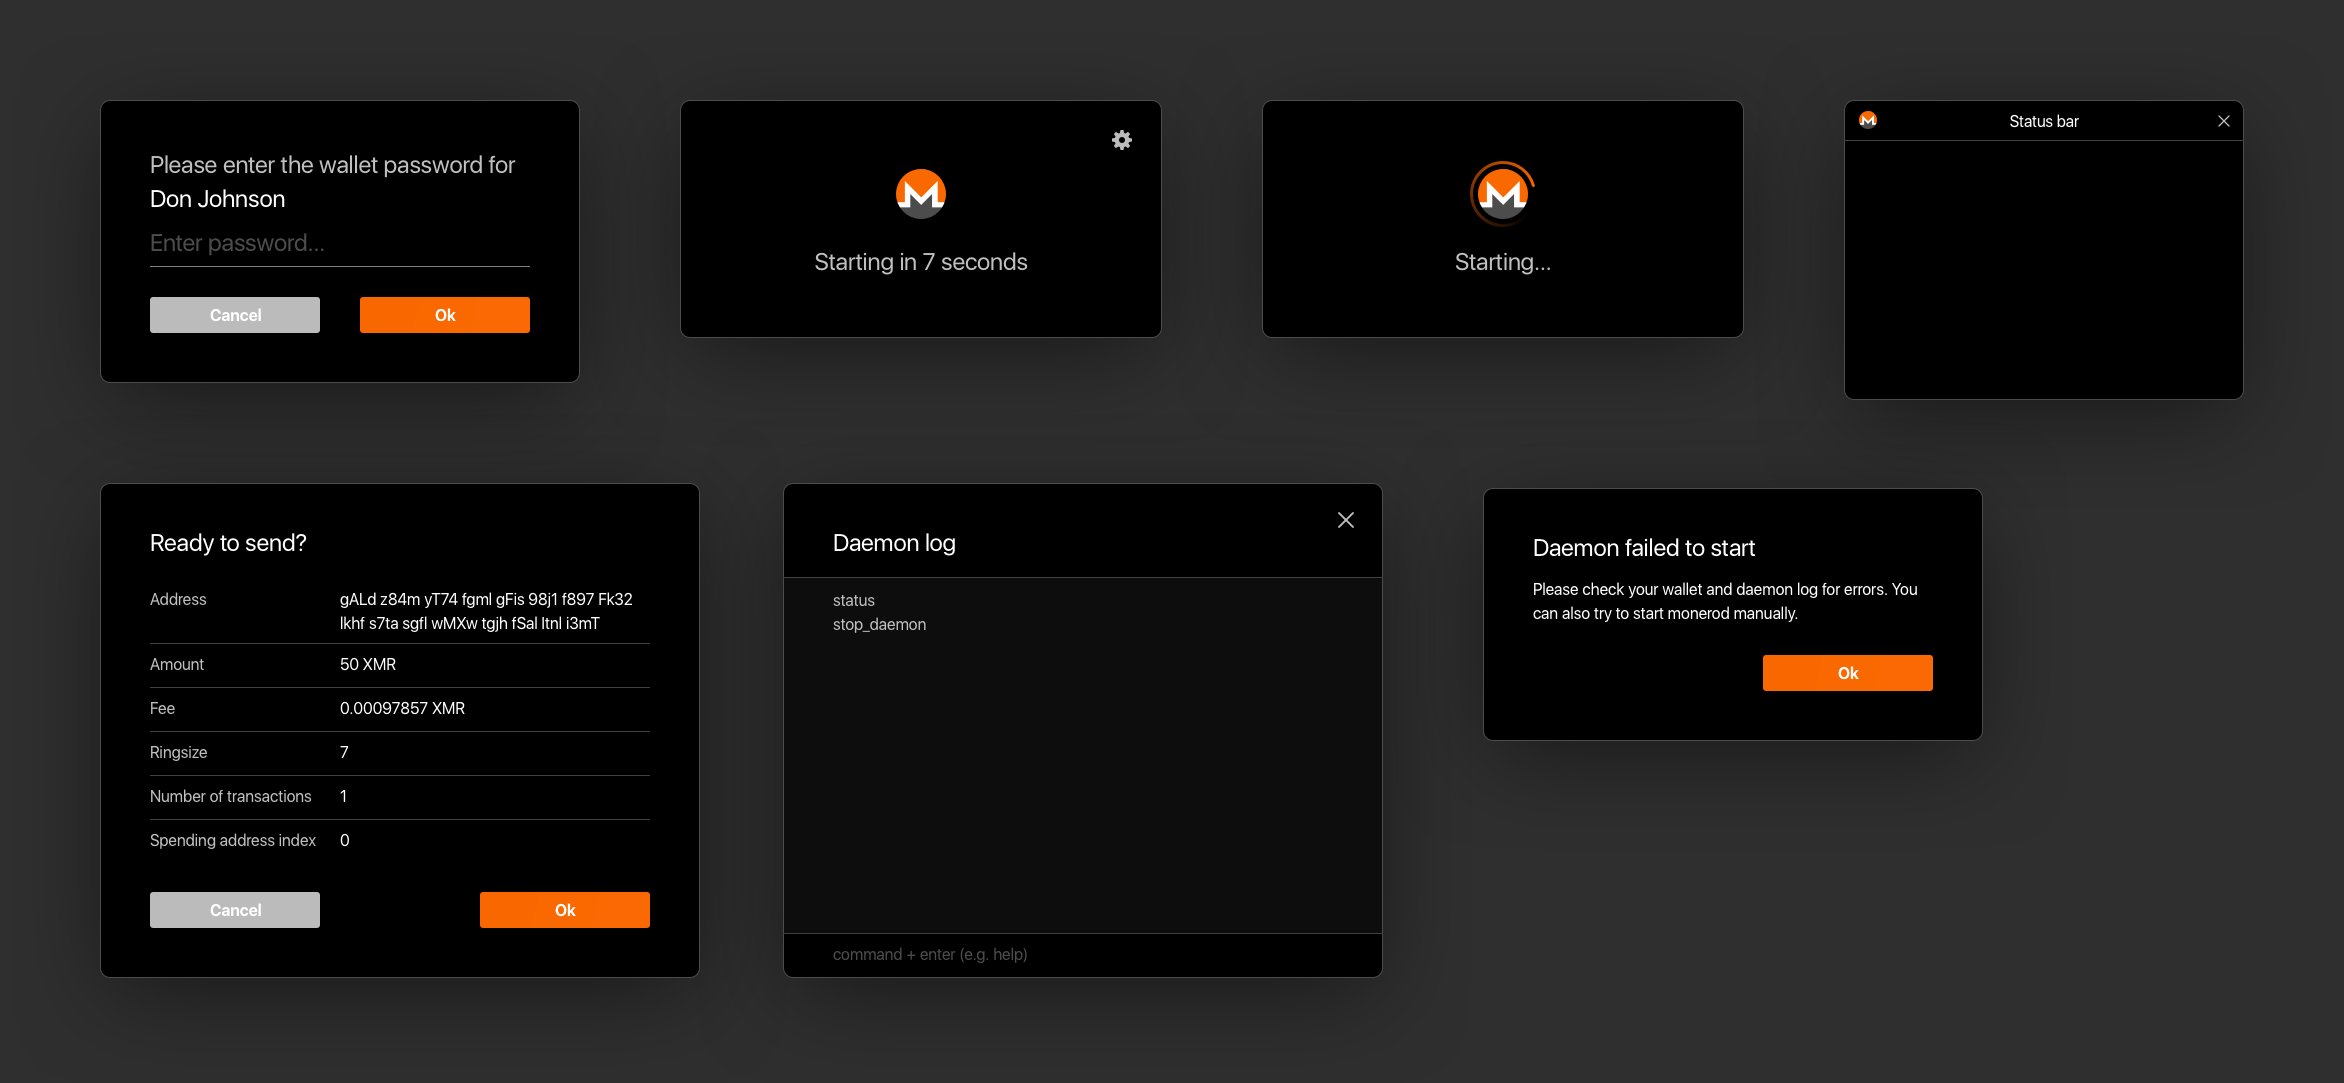 Please enter the wallet password for
Don Johnson
Enter password...
Cancel
Ok
Starting in 7 seconds
Starting...
Status bar
Ready to send?
Address
gALd z84m yT74 fgml gFis 98j1 f897 Fk32
lkhf s7ta sgfl wMXw tgjh fSal ltnl i3mT
Amount
50 XMR
Fee
0.00097857 XMR
Ringsize
7
Number of transactions
1
Spending address index
0
Cancel
Ok
Daemon log
status
stop_daemon
command + enter (e.g. help)
Daemon failed to start
Please check your wallet and daemon log for errors. You
can also try to start monerod manually.
Ok